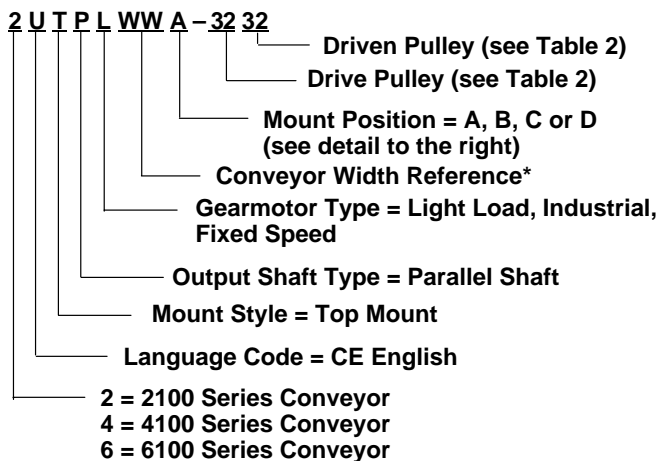 2 U T P L WW A – 32 32
Driven Pulley (see Table 2)
Drive Pulley (see Table 2)
Mount Position = A, B, C or D
(see detail to the right)
Conveyor Width Reference*
Gearmotor Type = Light Load, Industrial,
Fixed Speed
Output Shaft Type = Parallel Shaft
Mount Style = Top Mount
Language Code = CE English
2 = 2100 Series Conveyor
4 = 4100 Series Conveyor
6 = 6100 Series Conveyor